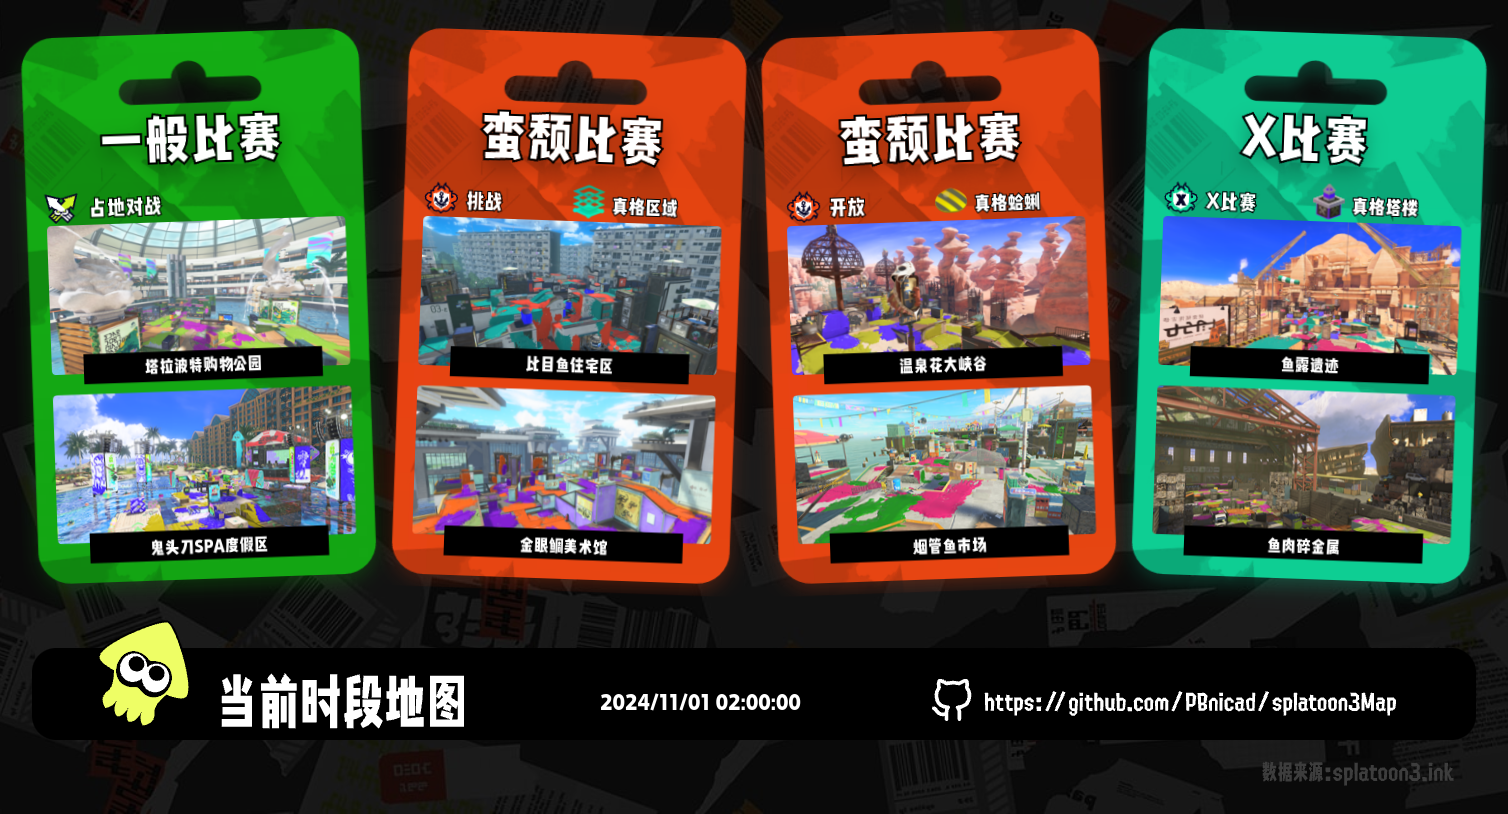 一般比赛
占地对战
塔拉波特购物公园
鬼头刀SPA度假区
蛮颓比赛
挑战
真格区域
比目鱼住宅区
金眼鲷美术馆
蛮颓比赛
开放
真格蛤蜊
温泉花大峡谷
烟管鱼市场
X比赛
X比赛
真格塔楼
鱼露遗迹
鱼肉碎金属
当前时段地图
2024/11/01 02:00:00
https://github.com/PBnicad/splatoon3Map
数据来源:splatoon3.ink